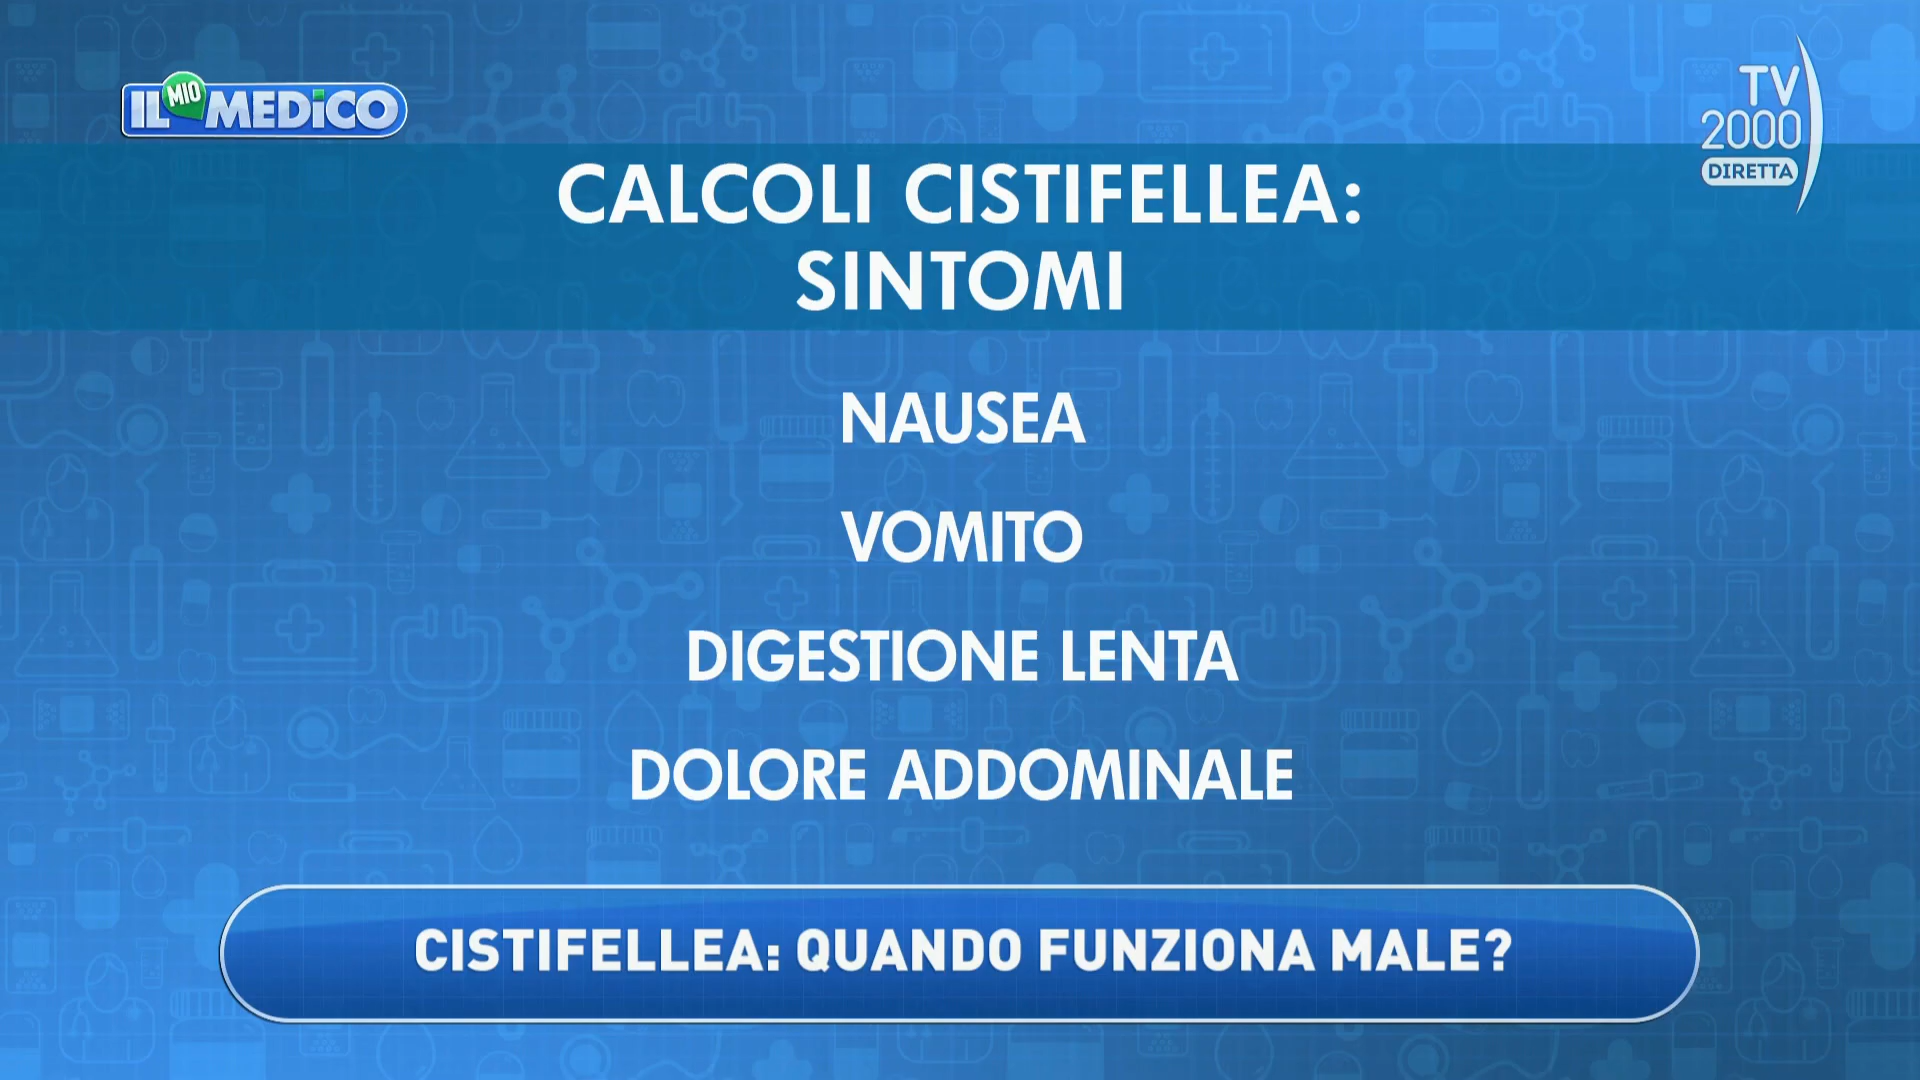 IL MIO MEDICO
TV
2000
DIRETTA
CALCOLI CISTIFELLEA:
SINTOMI
NAUSEA
VOMITO
DIGESTIONE LENTA
DOLORE ADDOMINALE
CISTIFELLEA: QUANDO FUNZIONA MALE?